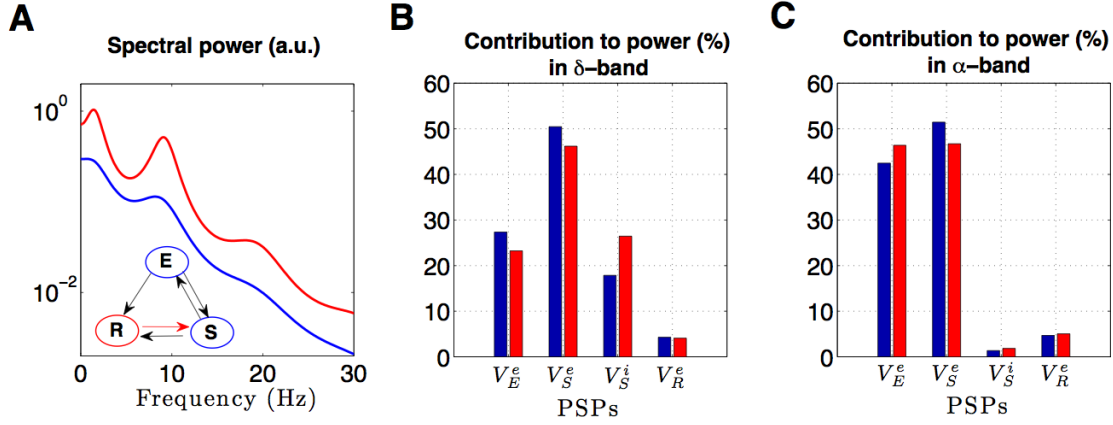 A
Spectral power (a.u.)
10⁰
10⁻²
E
R
S
0
10
20
30
Frequency (Hz)
B
Contribution to power (%)
in δ–band
60
50
40
30
20
10
0
V_E^e
V_S^e
V_S^i
V_R^e
PSPs
C
Contribution to power (%)
in α–band
60
50
40
30
20
10
0
V_E^e
V_S^e
V_S^i
V_R^e
PSPs